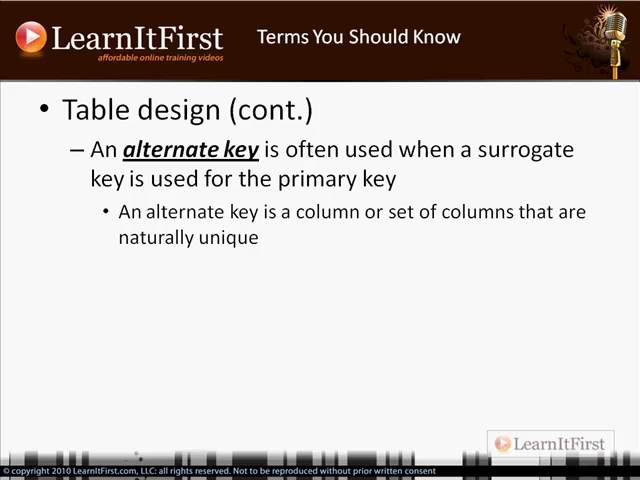 LearnItFirst
affordable online training videos
Terms You Should Know
• Table design (cont.)
– An alternate key is often used when a surrogate
key is used for the primary key
• An alternate key is a column or set of columns that are
naturally unique
LearnItFirst
© copyright 2010 LearnItFirst.com, LLC: all rights reserved. Not to be reproduced without prior written consent